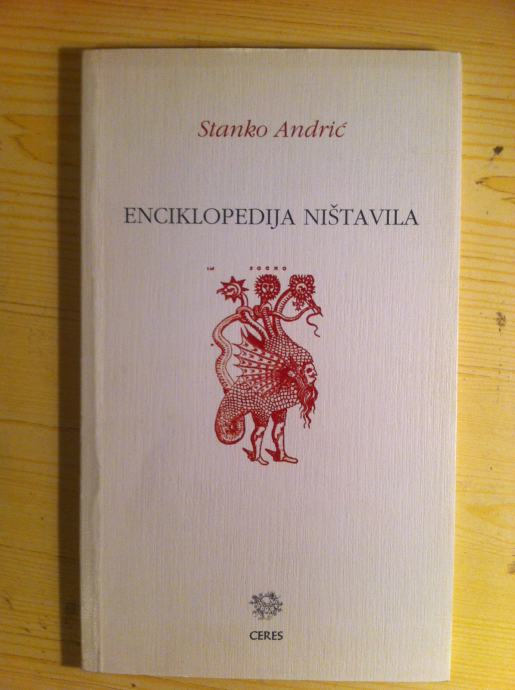 Stanko Andrić
ENCIKLOPEDIJA NIŠTAVILA
CERES